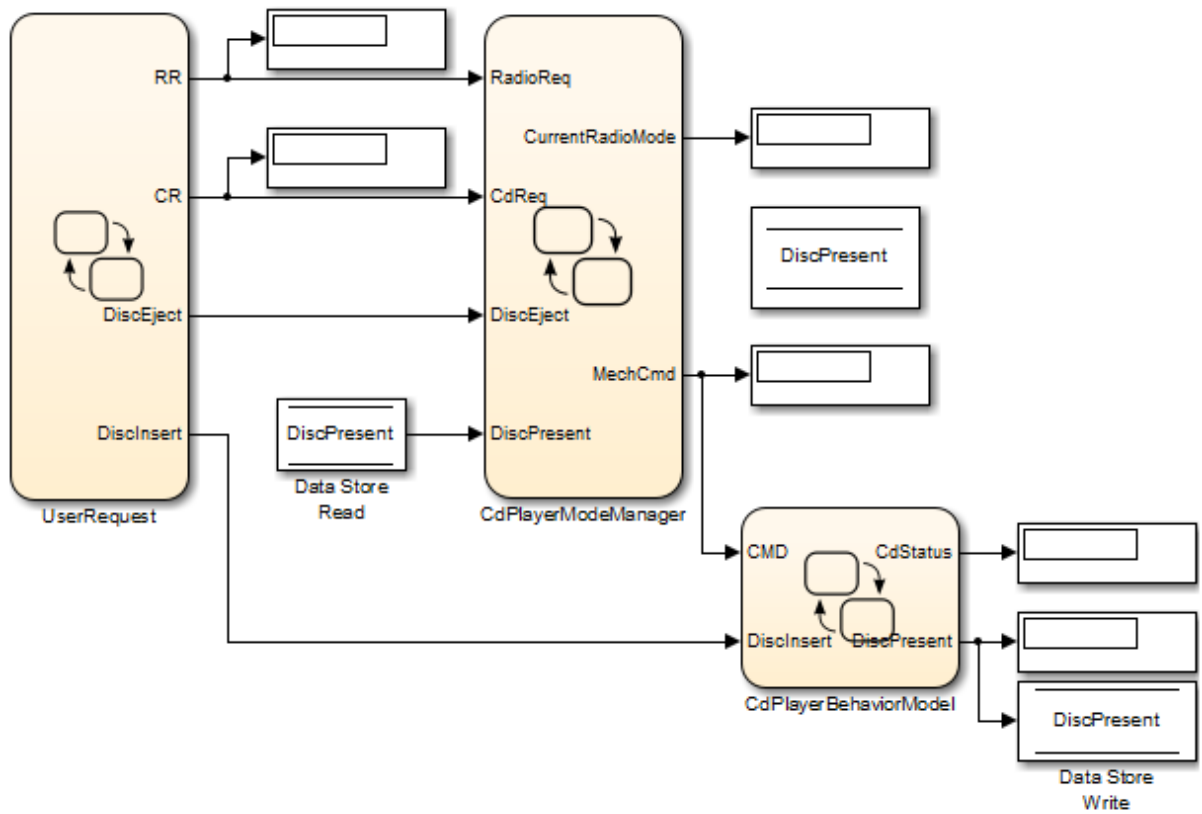 RR
RadioReq
CurrentRadioMode
CR
CdReq
DiscPresent
DiscEject
DiscEject
MechCmd
DiscInsert
DiscPresent
DiscPresent
Data Store
Read
UserRequest
CdPlayerModeManager
CMD
CdStatus
DiscInsert
DiscPresent
CdPlayerBehaviorModel
DiscPresent
Data Store
Write